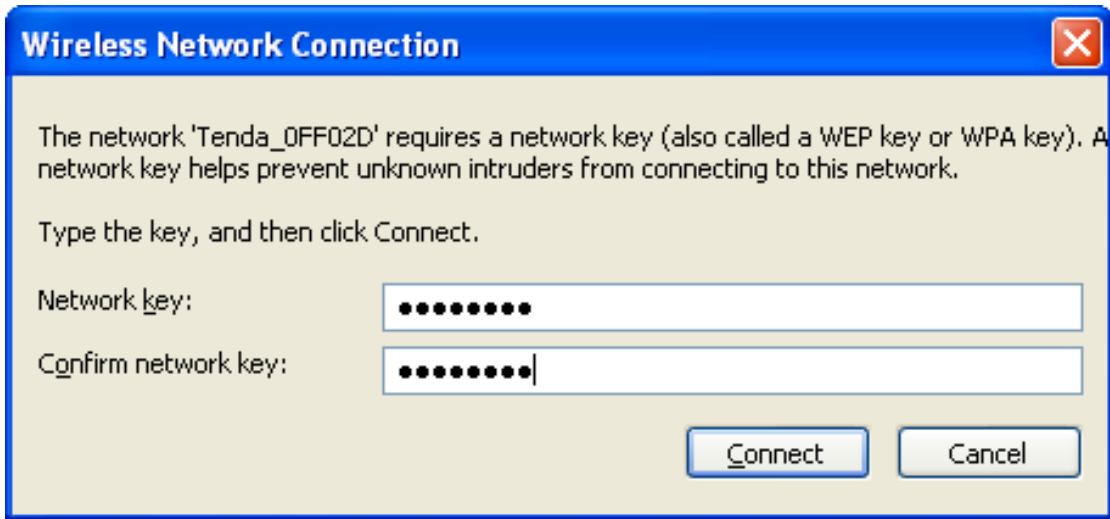 Wireless Network Connection
The network 'Tenda_0FF02D' requires a network key (also called a WEP key or WPA key). A
network key helps prevent unknown intruders from connecting to this network.
Type the key, and then click Connect.
Network key: ●●●●●●●●
Confirm network key: ●●●●●●●●
Connect Cancel